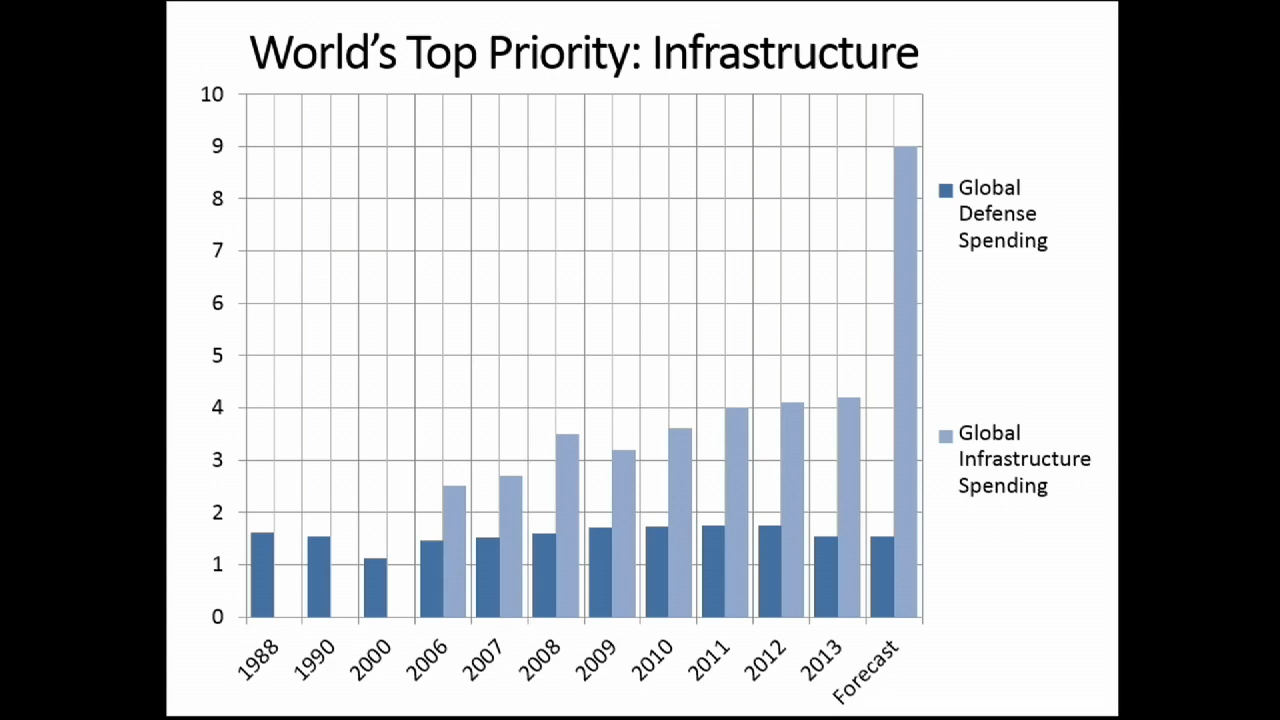 World's Top Priority: Infrastructure
10
9
8
7
6
5
4
3
2
1
0
1988
1990
2000
2006
2007
2008
2009
2010
2011
2012
2013
Forecast
Global
Defense
Spending
Global
Infrastructure
Spending